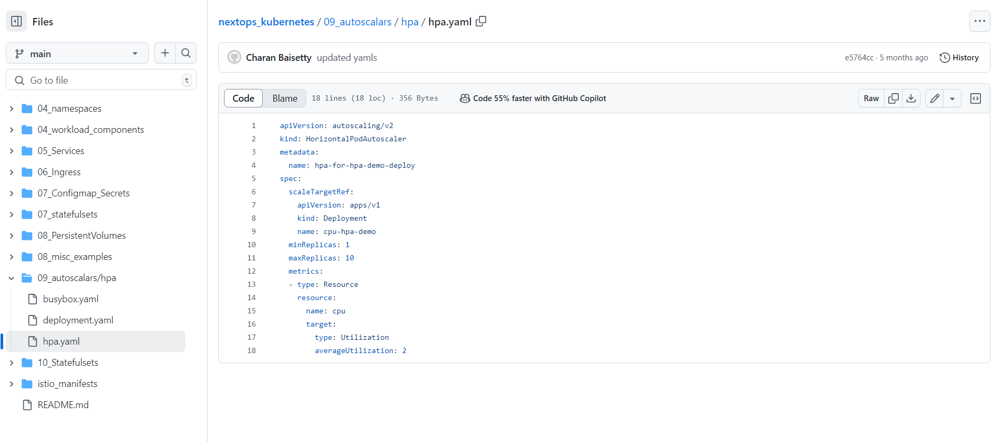 Files
main
Go to file
t
04_namespaces
04_workload_components
05_Services
06_Ingress
07_Configmap_Secrets
07_statefulsets
08_PersistentVolumes
08_misc_examples
09_autoscalars/hpa
busybox.yaml
deployment.yaml
hpa.yaml
10_Statefulsets
istio_manifests
README.md
nextops_kubernetes / 09_autoscalars / hpa / hpa.yaml
Charan Baisetty updated yamls
e5764cc · 5 months ago
History
Code Blame 18 lines (18 loc) · 356 Bytes
Code 55% faster with GitHub Copilot
Raw
1 apiVersion: autoscaling/v2
2 kind: HorizontalPodAutoscaler
3 metadata:
4   name: hpa-for-hpa-demo-deploy
5 spec:
6   scaleTargetRef:
7     apiVersion: apps/v1
8     kind: Deployment
9     name: cpu-hpa-demo
10   minReplicas: 1
11   maxReplicas: 10
12   metrics:
13   - type: Resource
14     resource:
15       name: cpu
16       target:
17         type: Utilization
18         averageUtilization: 2